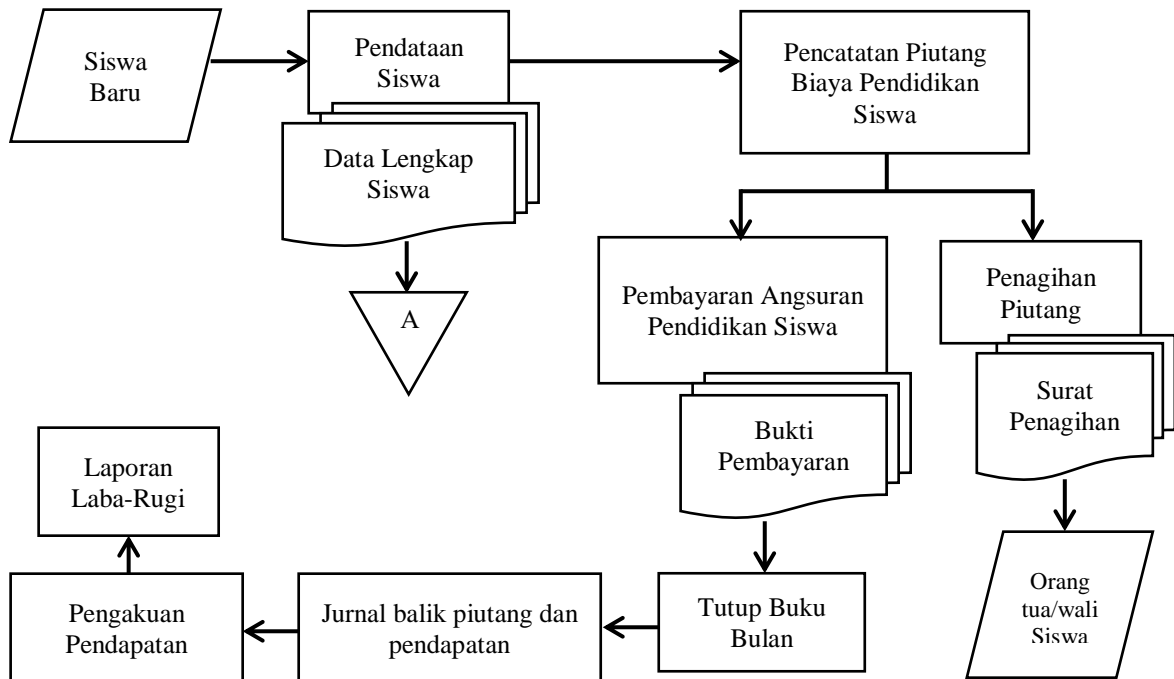 Siswa
Baru
Pendataan
Siswa
Data Lengkap
Siswa
A
Pencatatan Piutang
Biaya Pendidikan
Siswa
Pembayaran Angsuran
Pendidikan Siswa
Bukti
Pembayaran
Penagihan
Piutang
Surat
Penagihan
Orang
tua/wali
Siswa
Tutup Buku
Bulan
Jurnal balik piutang dan
pendapatan
Pengakuan
Pendapatan
Laporan
Laba-Rugi